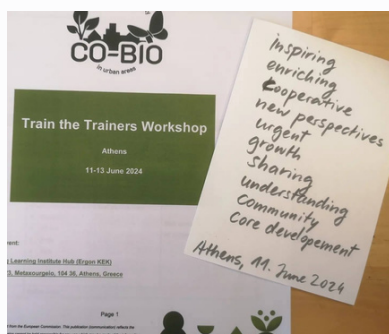 CO-BIO
in urban areas
Train the Trainers Workshop
Athens
11-13 June 2024
Learning Institute Hub (Ergon KEK)
3, Metaxourgeio, 104 36, Athens, Greece
Page 1
inspiring
enriching
cooperative
new perspectives
urgent
growth
sharing
understanding
Community
core developement
Athens, 11. June 2024